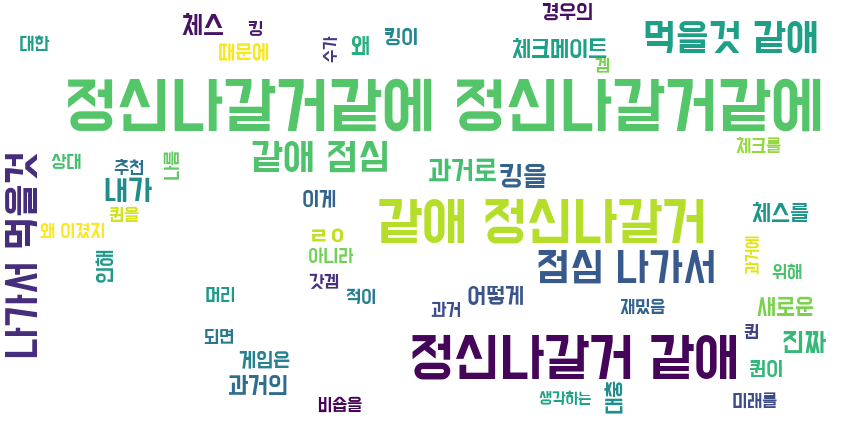 경우의
체스
킹
먹을것 같애
대한
때문에
수가
왜
킹이
체크메이트
겜
정신나갈거같에 정신나갈거같에
체크를
같애 점심
상대
추천
나름
과거로
킹을
내가
이게
나가서 먹을것
퀸을
같애 정신나갈거
체스를
왜 이겼지
ㄹㅇ
아니라
인해
점심 나가서
과거에
위해
갓겜
머리
적이
과거
어떻게
재밌음
새로운
되면
정신나갈거 같애
퀸
진짜
게임은
퀸이
과거의
비숍을
생각하는
대충
미래를